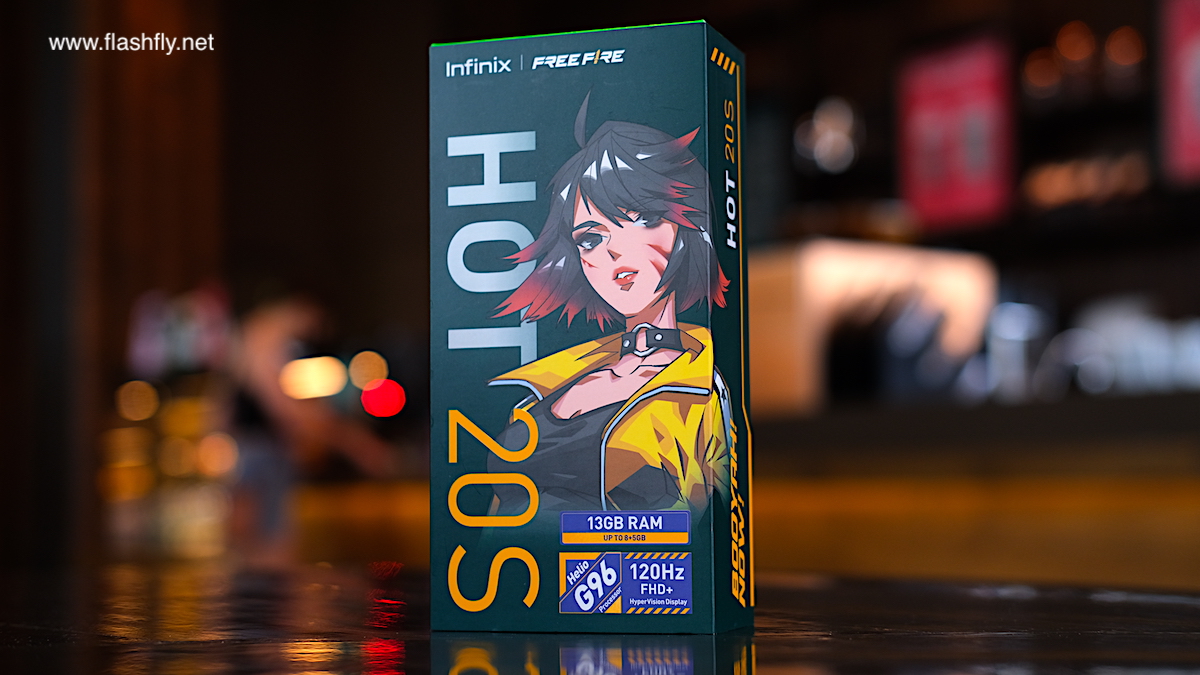 www.flashfly.net
Infinix | FREE FIRE
HOT 20S
13GB RAM
UP TO 8+5GB
Helio
G96
Processor
120Hz
FHD+
HyperVision Display
HOT 20S
BOOYAH!
NOW!